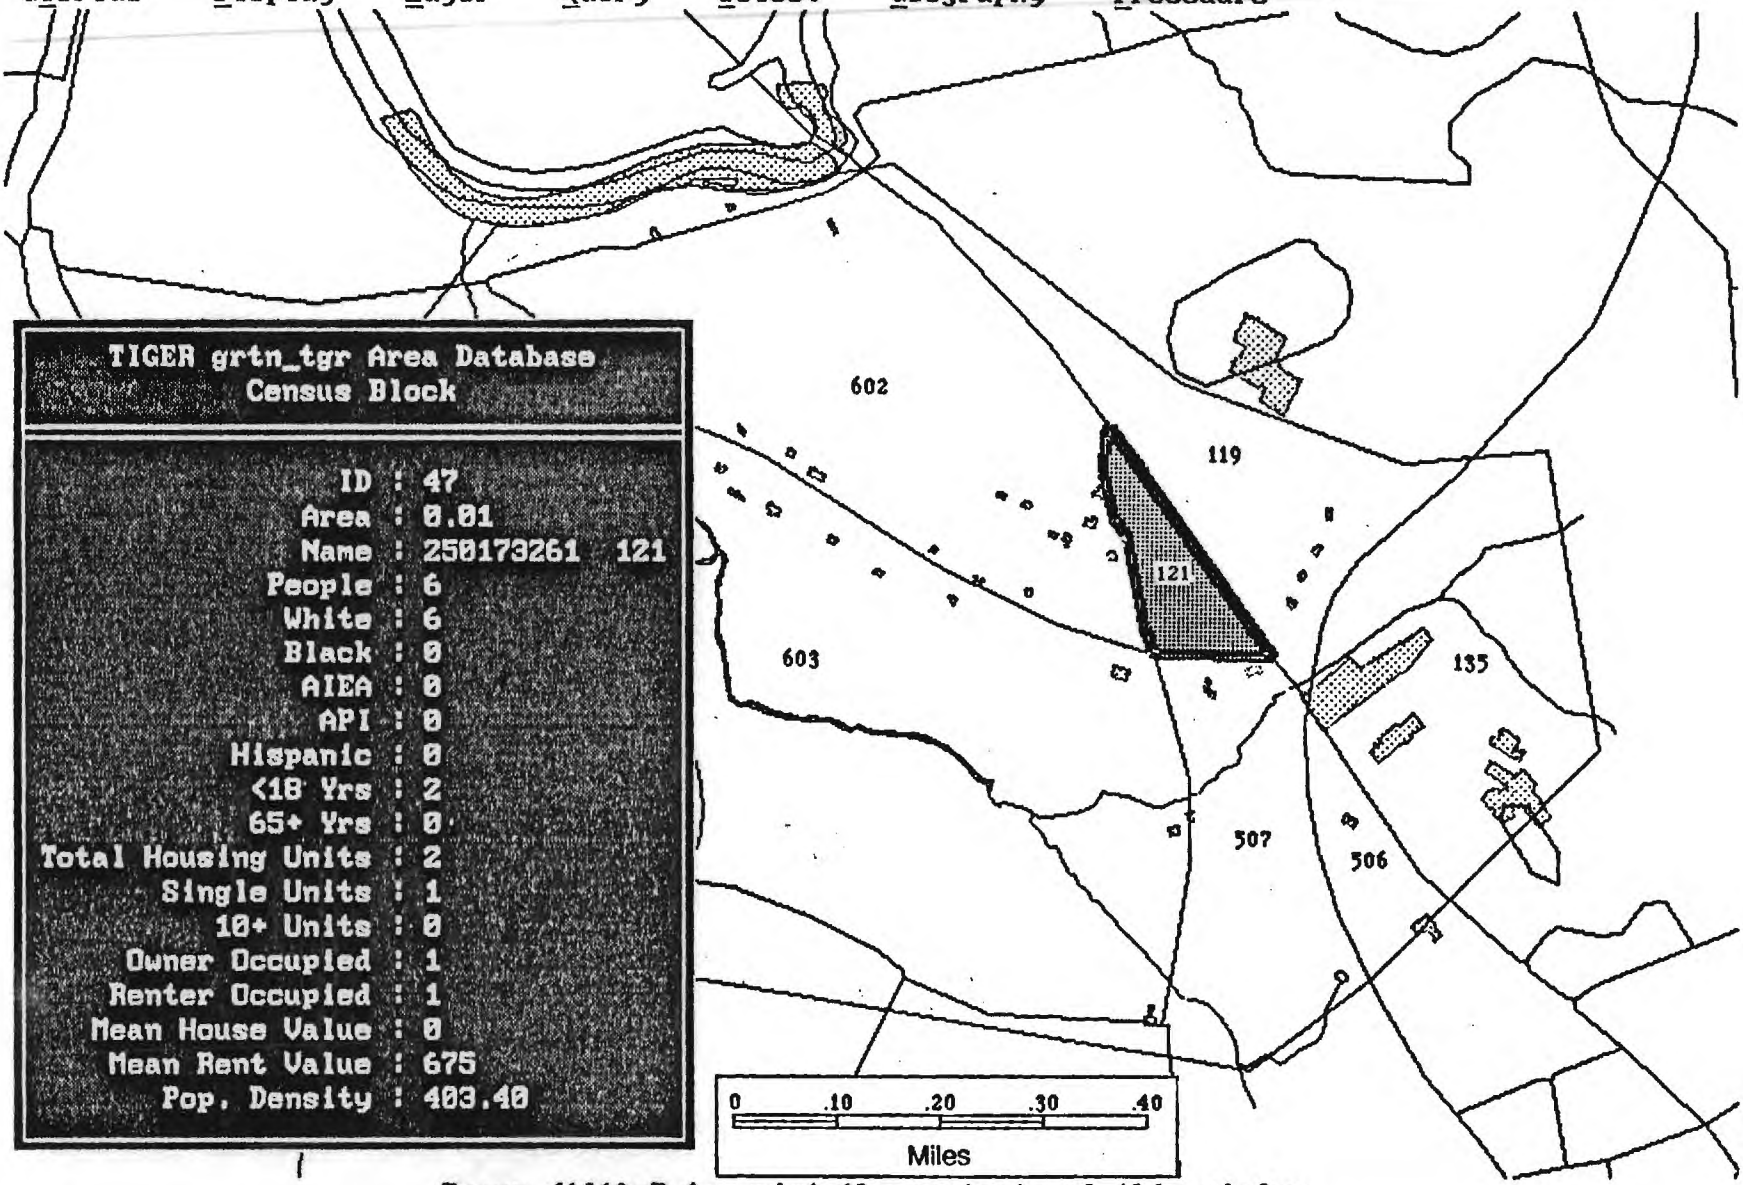 TIGER grtn_tgr Area Database
Census Block
ID : 47
Area : 0.01
Name : 250173261 121
People : 6
White : 6
Black : 0
AIEA : 0
API : 0
Hispanic : 0
<18 Yrs : 2
65+ Yrs : 0
Total Housing Units : 2
Single Units : 1
10+ Units : 0
Owner Occupied : 1
Renter Occupied : 1
Mean House Value : 0
Mean Rent Value : 675
Pop. Density : 403.40
602
119
121
603
135
507
506
0 .10 .20 .30 .40
Miles